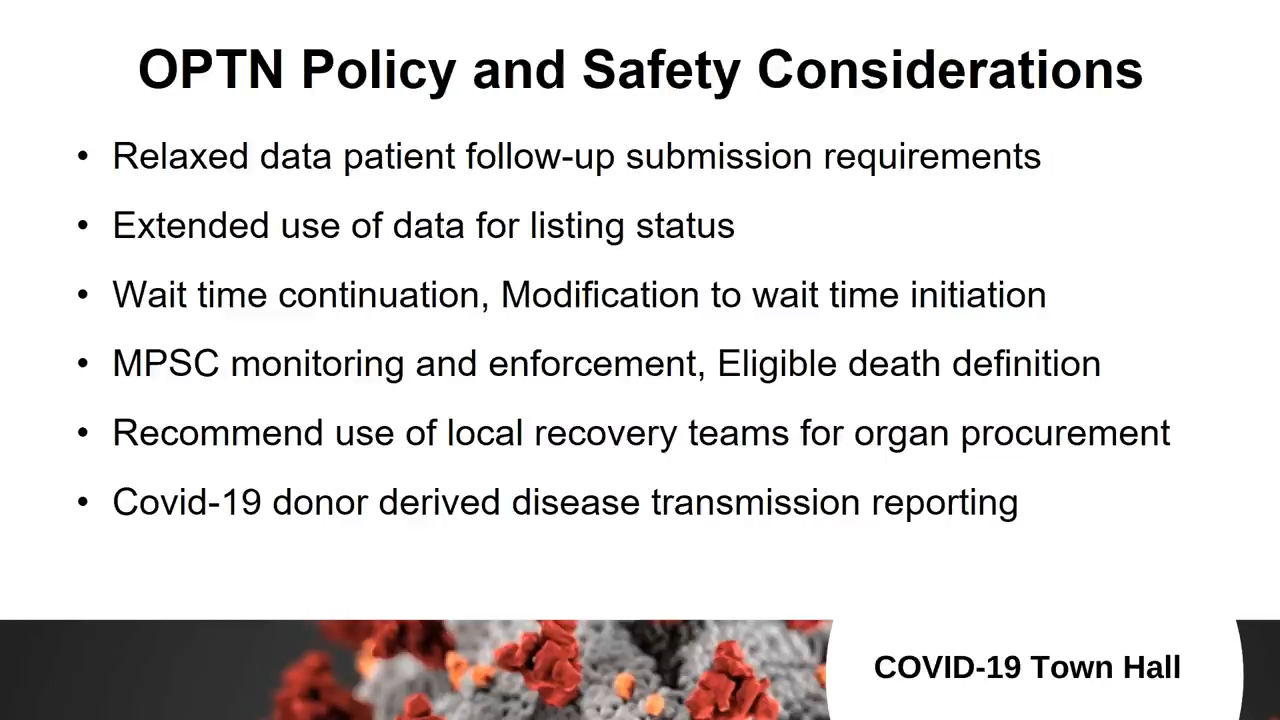 OPTN Policy and Safety Considerations
• Relaxed data patient follow-up submission requirements
• Extended use of data for listing status
• Wait time continuation, Modification to wait time initiation
• MPSC monitoring and enforcement, Eligible death definition
• Recommend use of local recovery teams for organ procurement
• Covid-19 donor derived disease transmission reporting
COVID-19 Town Hall